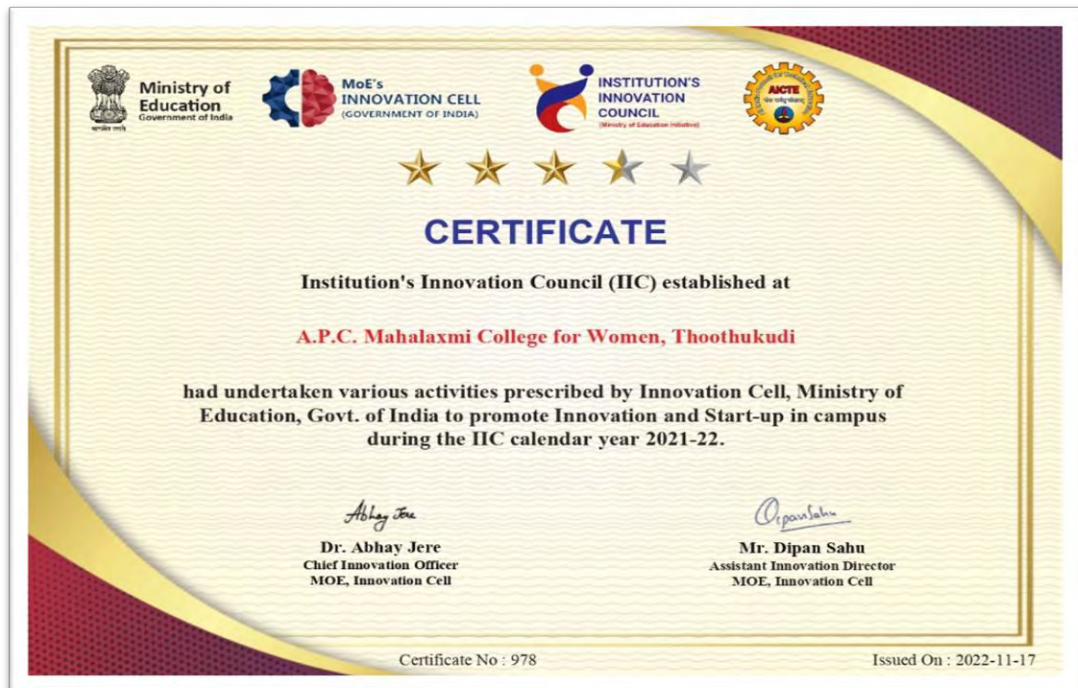 Ministry of
Education
Government of India
सत्यमेव जयते
MoE's
INNOVATION CELL
(GOVERNMENT OF INDIA)
INSTITUTION'S
INNOVATION
COUNCIL
(Ministry of Education Initiative)
AICTE
CERTIFICATE
Institution's Innovation Council (IIC) established at
A.P.C. Mahalaxmi College for Women, Thoothukudi
had undertaken various activities prescribed by Innovation Cell, Ministry of
Education, Govt. of India to promote Innovation and Start-up in campus
during the IIC calendar year 2021-22.
Abhay Jere
Dipan Sahu
Dr. Abhay Jere
Mr. Dipan Sahu
Chief Innovation Officer
Assistant Innovation Director
MOE, Innovation Cell
MOE, Innovation Cell
Certificate No : 978
Issued On : 2022-11-17